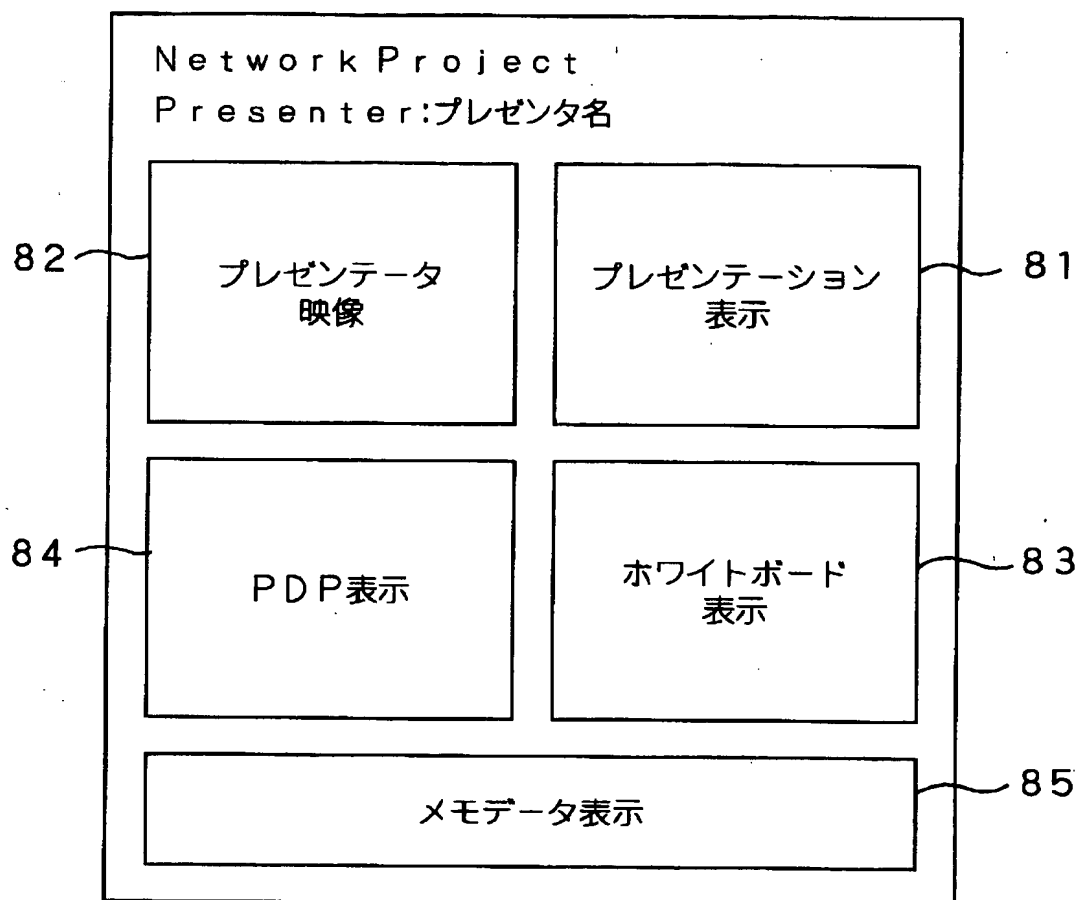 Network Project
Presenter:プレゼンタ名
82
プレゼンテータ
映像
プレゼンテーション
表示
81
84
PDP表示
ホワイトボード
表示
83
メモデータ表示
85